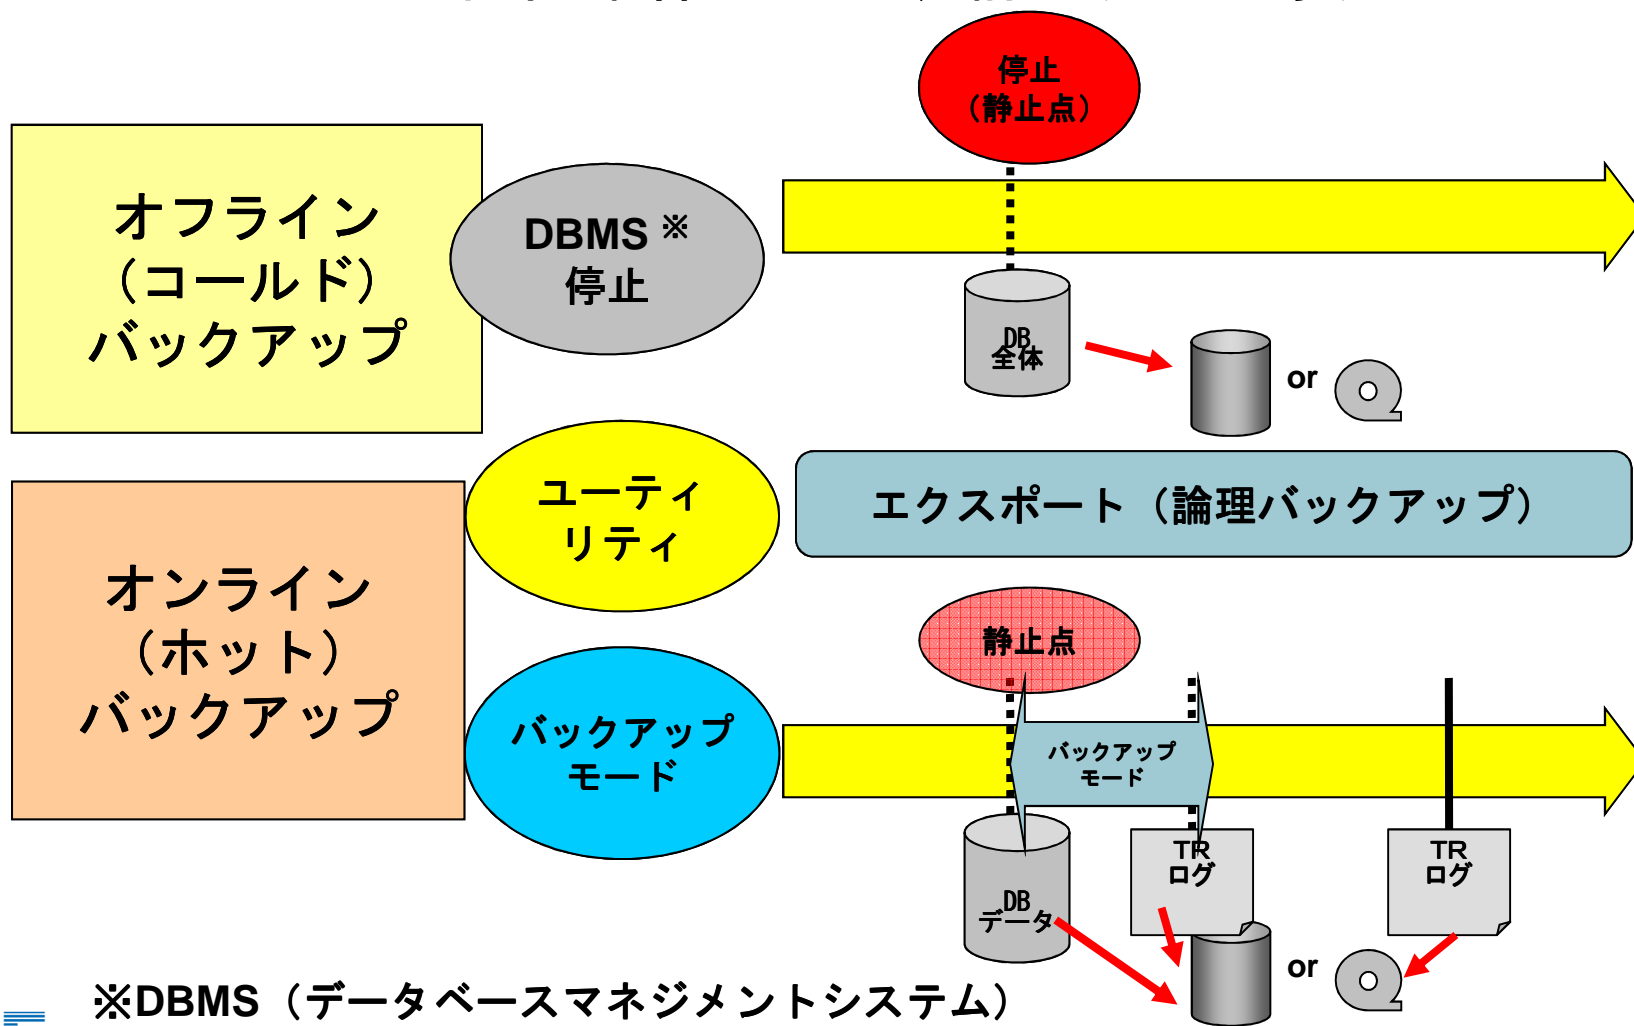 停止
（静止点）
オフライン
（コールド）
バックアップ
DBMS ※
停止
DB
全体
or
ユーティ
リティ
エクスポート（論理バックアップ）
オンライン
（ホット）
バックアップ
静止点
バックアップ
モード
バックアップ
モード
TR
ログ
TR
ログ
DB
データ
or
※DBMS（データベースマネジメントシステム）